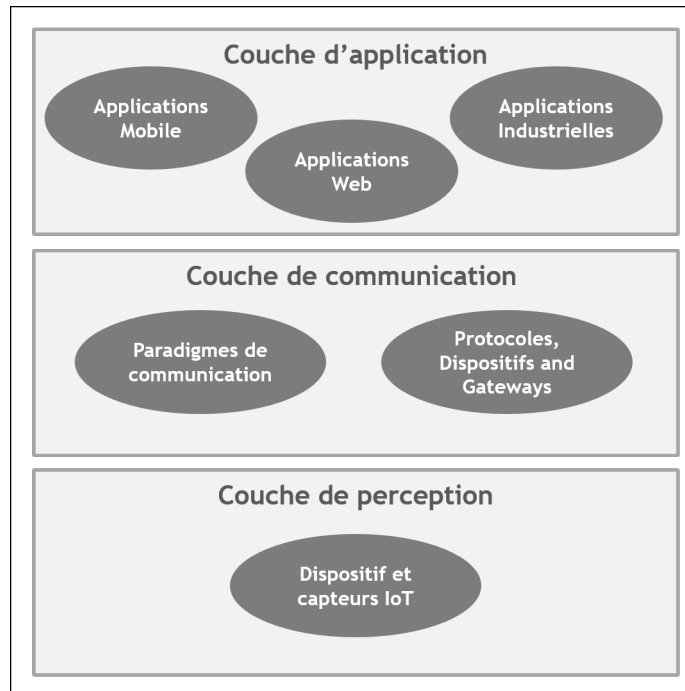 Couche d'application
Applications
Mobile
Applications
Industrielles
Applications
Web
Couche de communication
Paradigmes de
communication
Protocoles,
Dispositifs and
Gateways
Couche de perception
Dispositif et
capteurs IoT